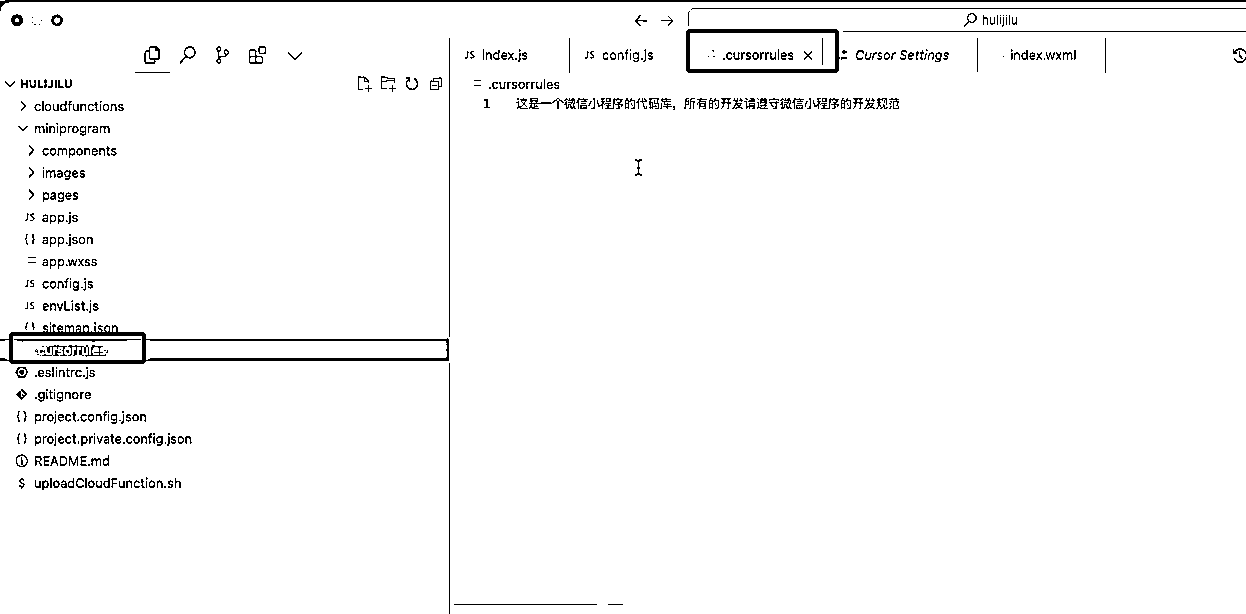 hulijilu
JS index.js
JS config.js
.cursorrules
Cursor Settings
index.wxml
HULIJILU
cloudfunctions
miniprogram
components
images
pages
JS app.js
{} app.json
app.wxss
JS config.js
JS envList.js
{} sitemap.json
.cursorrules
.eslintrc.js
.gitignore
{} project.config.json
{} project.private.config.json
README.md
$ uploadCloudFunction.sh
.cursorrules
1 这是一个微信小程序的代码库，所有的开发请遵守微信小程序的开发规范